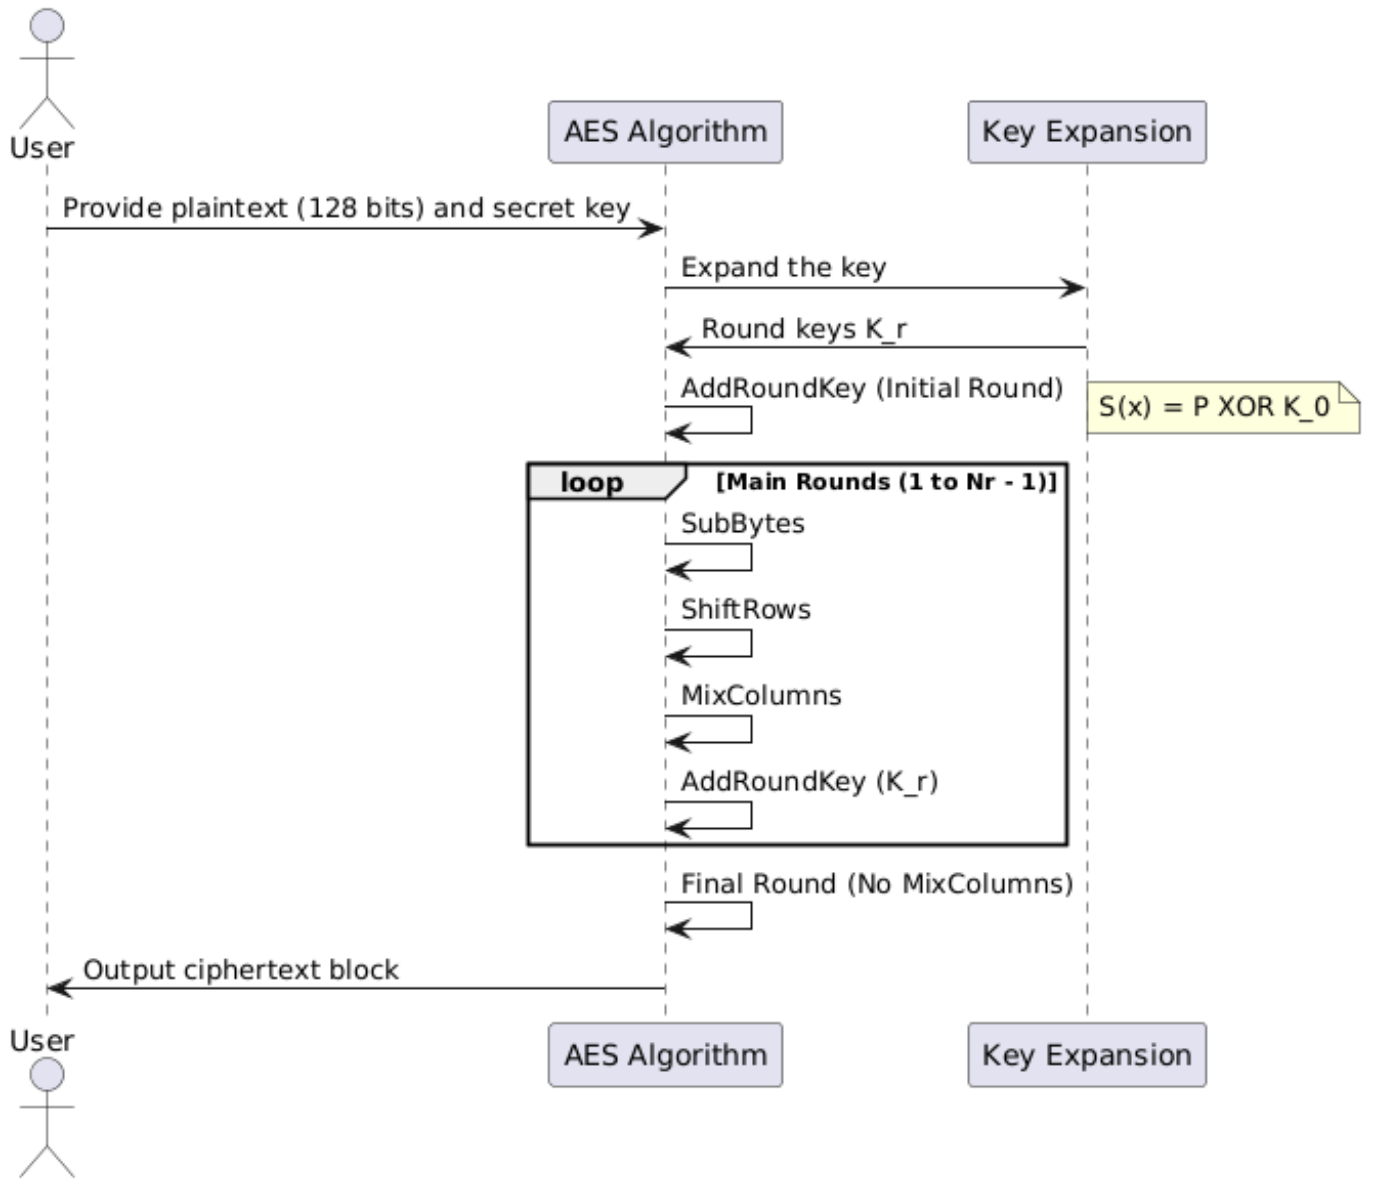 User
AES Algorithm
Key Expansion
Provide plaintext (128 bits) and secret key
Expand the key
Round keys K_r
AddRoundKey (Initial Round)
S(x) = P XOR K_0
loop
[Main Rounds (1 to Nr - 1)]
SubBytes
ShiftRows
MixColumns
AddRoundKey (K_r)
Final Round (No MixColumns)
Output ciphertext block
User
AES Algorithm
Key Expansion